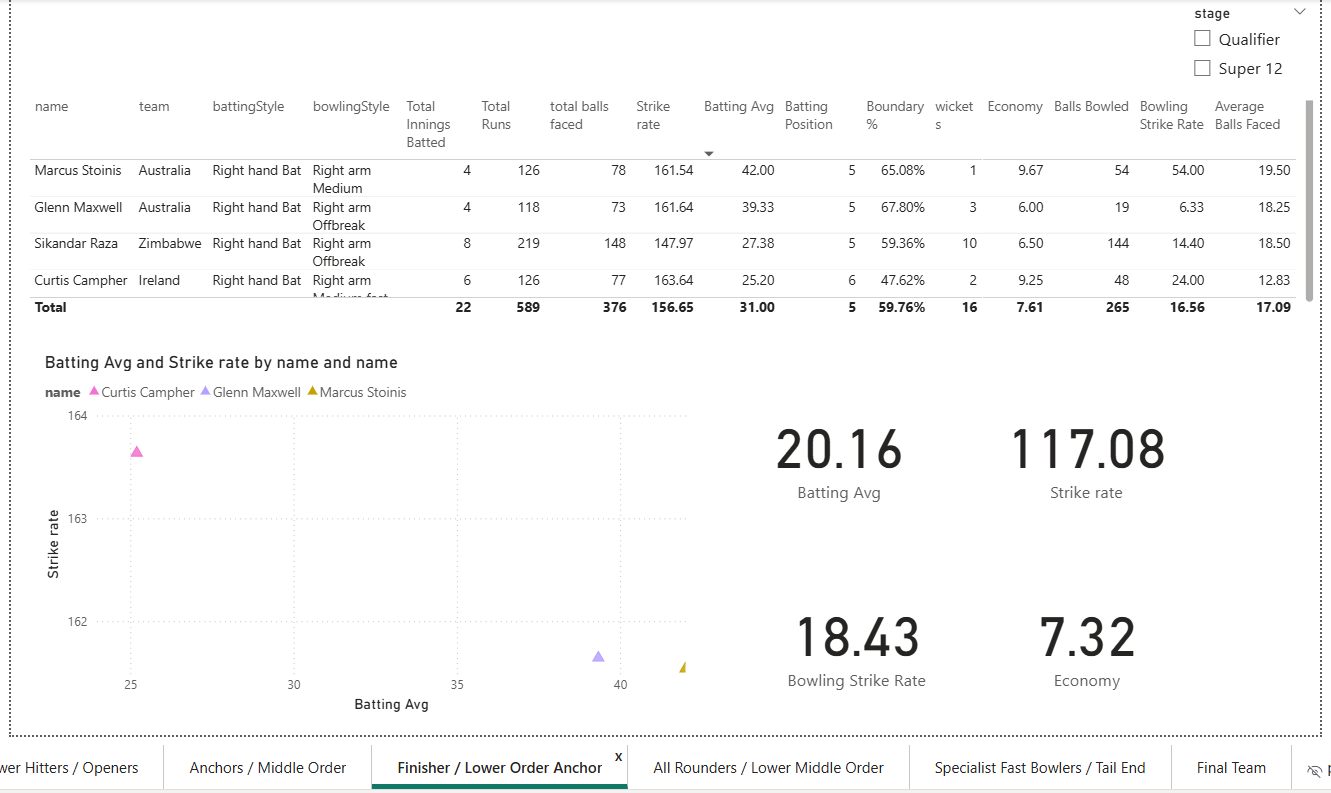 stage
Qualifier
Super 12
name team battingStyle bowlingStyle Total Innings Batted Total Runs total balls faced Strike rate Batting Avg Batting Position Boundary % wickets Economy Balls Bowled Bowling Strike Rate Average Balls Faced
Marcus Stoinis Australia Right hand Bat Right arm Medium 4 126 78 161.54 42.00 5 65.08% 1 9.67 54 54.00 19.50
Glenn Maxwell Australia Right hand Bat Right arm Offbreak 4 118 73 161.64 39.33 5 67.80% 3 6.00 19 6.33 18.25
Sikandar Raza Zimbabwe Right hand Bat Right arm Offbreak 8 219 148 147.97 27.38 5 59.36% 10 6.50 144 14.40 18.50
Curtis Campher Ireland Right hand Bat Right arm Medium fast 6 126 77 163.64 25.20 6 47.62% 2 9.25 48 24.00 12.83
Total 22 589 376 156.65 31.00 5 59.76% 16 7.61 265 16.56 17.09
Batting Avg and Strike rate by name and name
name Curtis Campher Glenn Maxwell Marcus Stoinis
164
163
162
Strike rate
25 30 35 40
Batting Avg
20.16
Batting Avg
117.08
Strike rate
18.43
Bowling Strike Rate
7.32
Economy
wer Hitters / Openers
Anchors / Middle Order
Finisher / Lower Order Anchor x
All Rounders / Lower Middle Order
Specialist Fast Bowlers / Tail End
Final Team